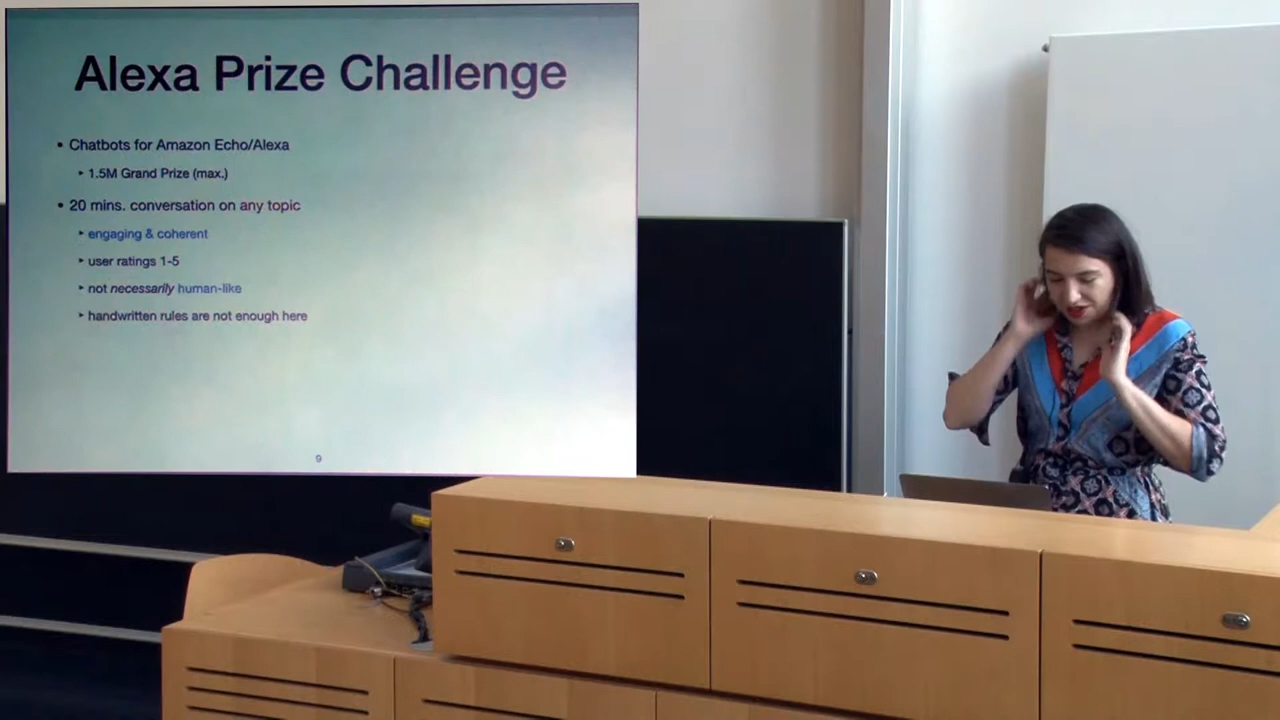 Alexa Prize Challenge
• Chatbots for Amazon Echo/Alexa
‣ 1.5M Grand Prize (max.)
• 20 mins. conversation on any topic
‣ engaging & coherent
‣ user ratings 1-5
‣ not necessarily human-like
‣ handwritten rules are not enough here
9